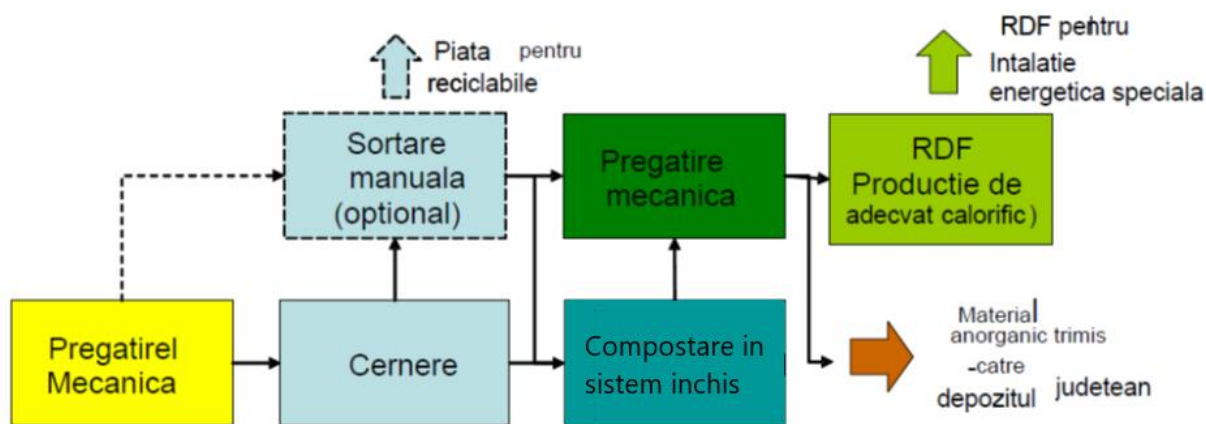 Piata pentru
reciclabile
RDF pentru
Intalatie
energetica speciala
Sortare
manuala
(optional)
Pregatire
mecanica
RDF
Productie de
adecvat calorific)
Pregatirel
Mecanica
Cernere
Compostare in
sistem inchis
Material
anorganic trimis
-catre
depozitul judetean